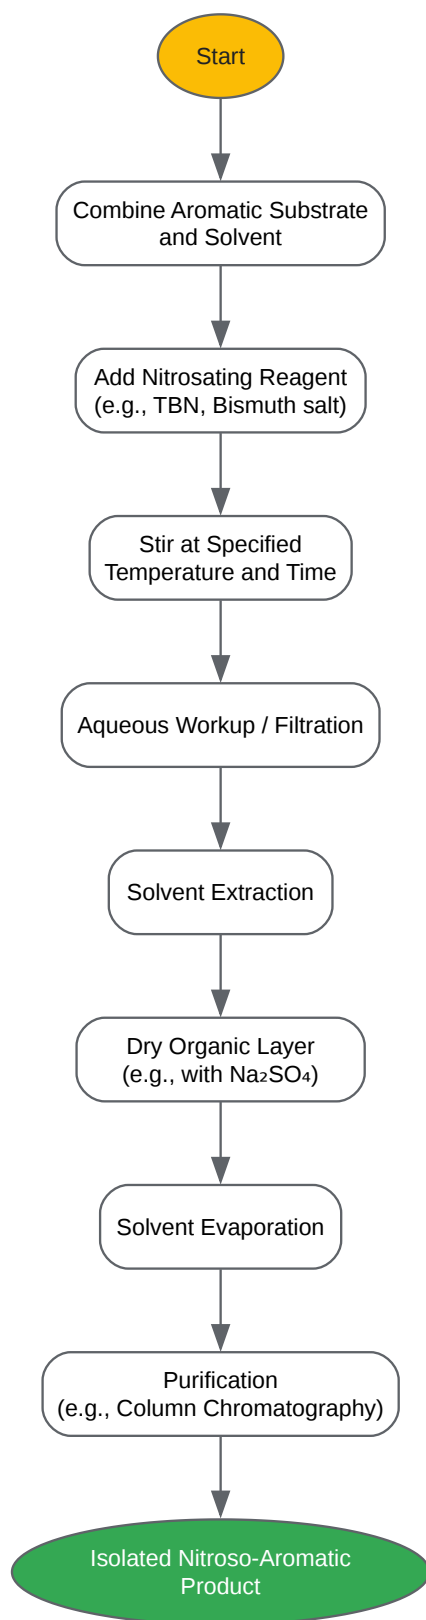 Start
Combine Aromatic Substrate
and Solvent
Add Nitrosating Reagent
(e.g., TBN, Bismuth salt)
Stir at Specified
Temperature and Time
Aqueous Workup / Filtration
Solvent Extraction
Dry Organic Layer
(e.g., with Na₂SO₄)
Solvent Evaporation
Purification
(e.g., Column Chromatography)
Isolated Nitroso-Aromatic
Product